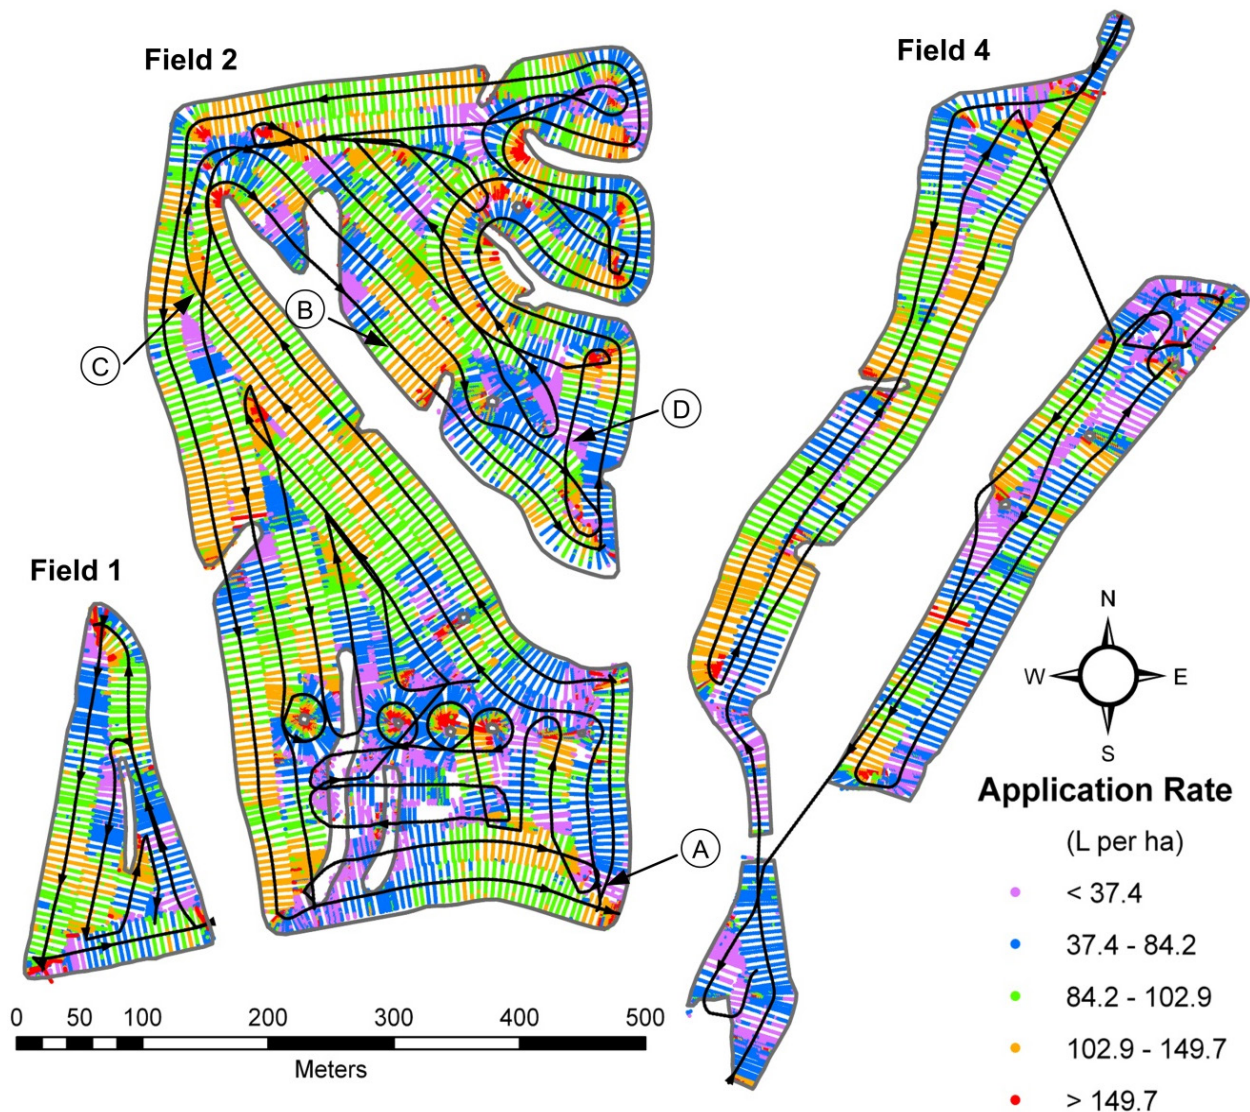 Field 2
Field 4
B
C
D
Field 1
A
N
W
E
S
Application Rate
(L per ha)
< 37.4
37.4 - 84.2
84.2 - 102.9
102.9 - 149.7
> 149.7
0 50 100 200 300 400 500
Meters